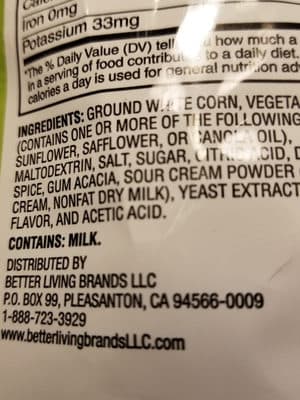 Iron 0mg
Potassium 33mg
*The % Daily Value (DV) tell how much a
in a serving of food to a daily diet.
calories a day is used for general nutrition
INGREDIENTS: GROUND WHITE CORN,
(CONTAINS ONE OR MORE OF THE FOLLOWING
SUNFLOWER, SAFFLOWER, OR CANOLA OIL),
MALTODEXTRIN, SALT, SUGAR, CITRIC ACID,
SPICE, GUM ACACIA, SOUR CREAM POWDER
CREAM, NONFAT DRY MILK), YEAST EXTRACT
FLAVOR, AND ACETIC ACID.
CONTAINS: MILK.
DISTRIBUTED BY
BETTER LIVING BRANDS LLC
P.O. BOX 99, PLEASANTON, CA 94566-0009
1-888-723-3929
www.betterlivingbrandsLLC.com